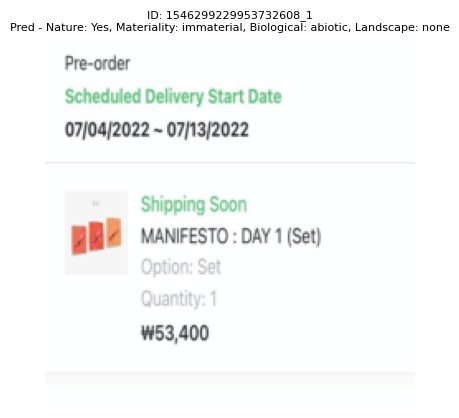 ID: 1546299229953732608_1
Pred - Nature: Yes, Materiality: immaterial, Biological: abiotic, Landscape: none
Pre-order
Scheduled Delivery Start Date
07/04/2022 ~ 07/13/2022
Shipping Soon
MANIFESTO : DAY 1 (Set)
Option: Set
Quantity: 1
₩53,400